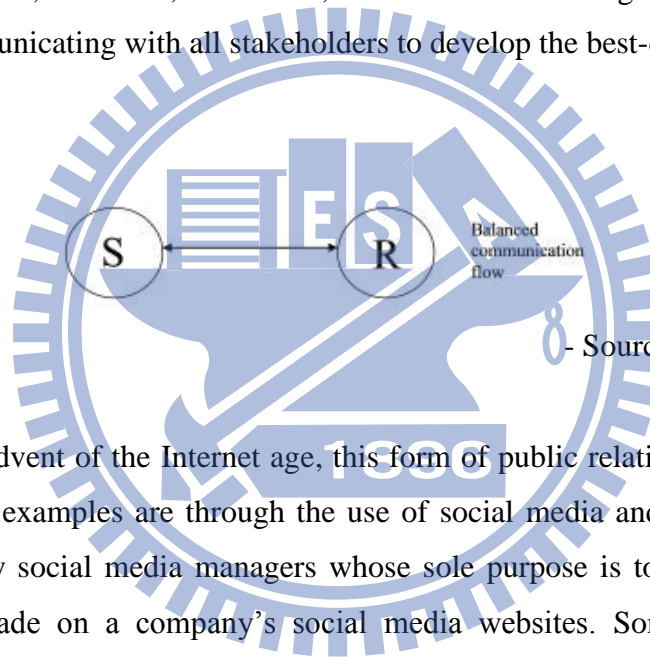 unicating with all stakeholders to develop the best-
E S A
S R
Balanced
communication
flow
8
- Sourc
1896
dvent of the Internet age, this form of public relati
examples are through the use of social media and
social media managers whose sole purpose is to
ade on a company's social media websites. Sor